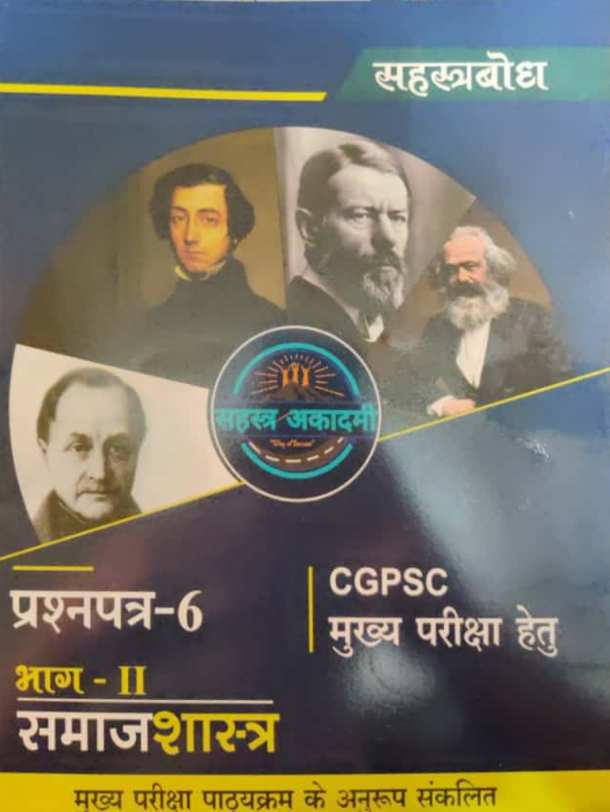 सहस्त्रबोध
सहस्त्र अकादमी
प्रश्नपत्र-6
CGPSC
मुख्य परीक्षा हेतु
भाग - II
समाजशास्त्र
मुख्य परीक्षा पाठ्यक्रम के अनुरूप संकलित